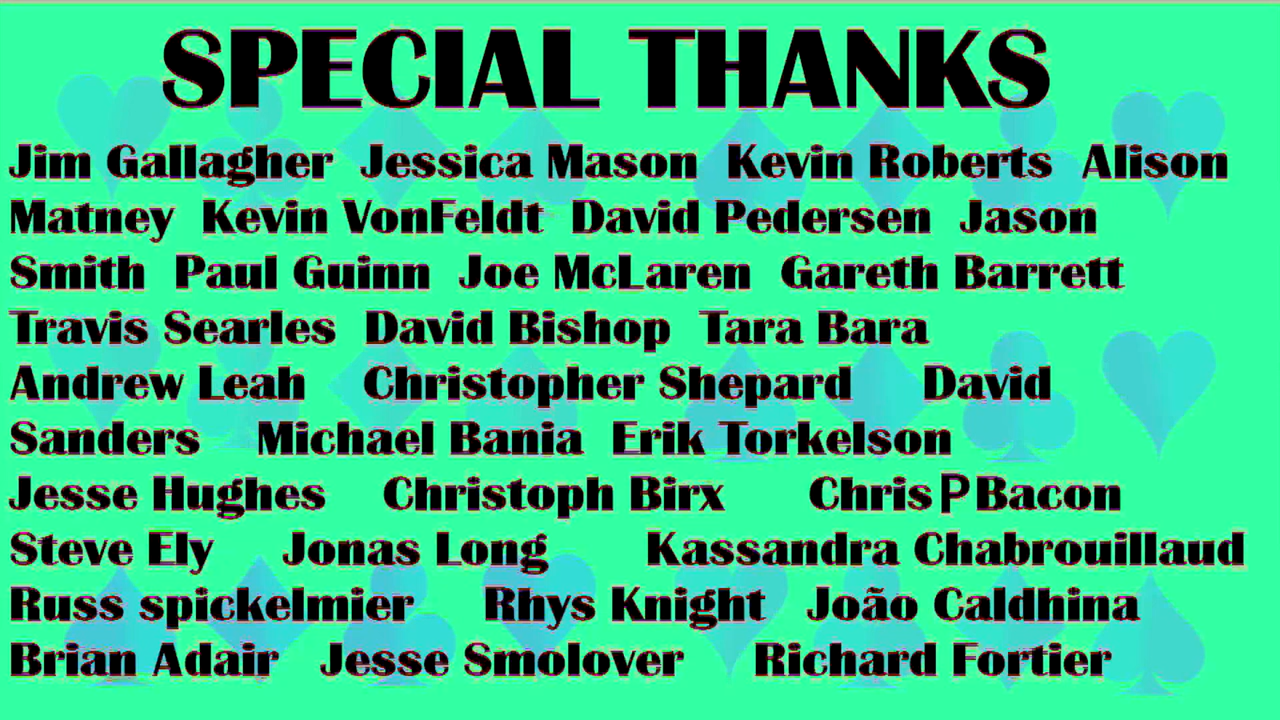 SPECIAL THANKS
Jim Gallagher Jessica Mason Kevin Roberts Alison
Matney Kevin VonFeldt David Pedersen Jason
Smith Paul Guinn Joe McLaren Gareth Barrett
Travis Searles David Bishop Tara Bara
Andrew Leah Christopher Shepard David
Sanders Michael Bania Erik Torkelson
Jesse Hughes Christoph Birx Chris P Bacon
Steve Ely Jonas Long Kassandra Chabrouillaud
Russ spickelmier Rhys Knight João Caldhina
Brian Adair Jesse Smolover Richard Fortier